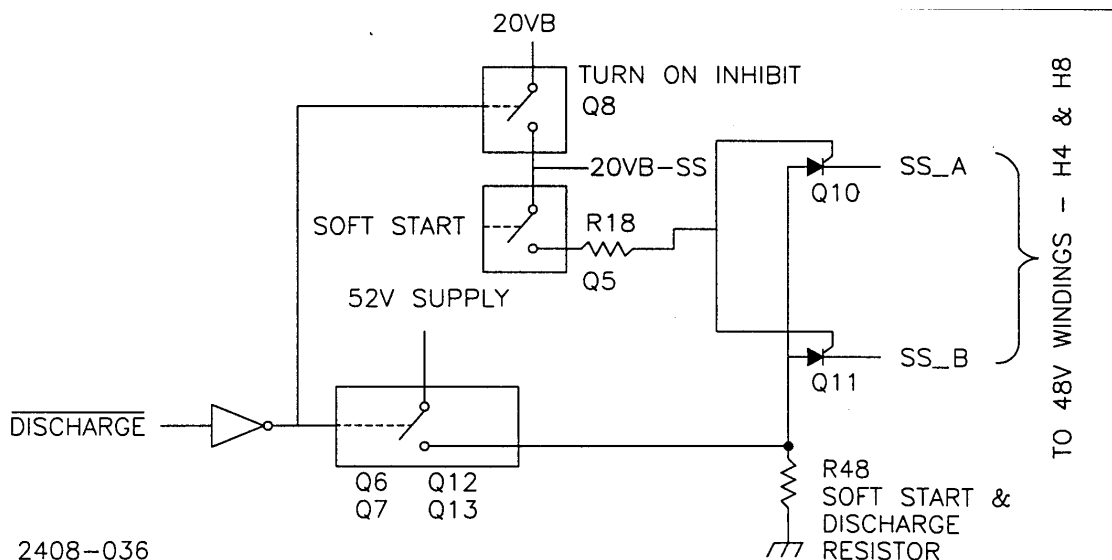 20VB
TURN ON INHIBIT
Q8
20VB-SS
SS_A
Q10
SOFT START
R18
Q5
52V SUPPLY
SS_B
Q11
TO 48V WINDINGS - H4 & H8
DISCHARGE
Q6 Q12
Q7 Q13
R48
SOFT START &
DISCHARGE
RESISTOR
2408-036